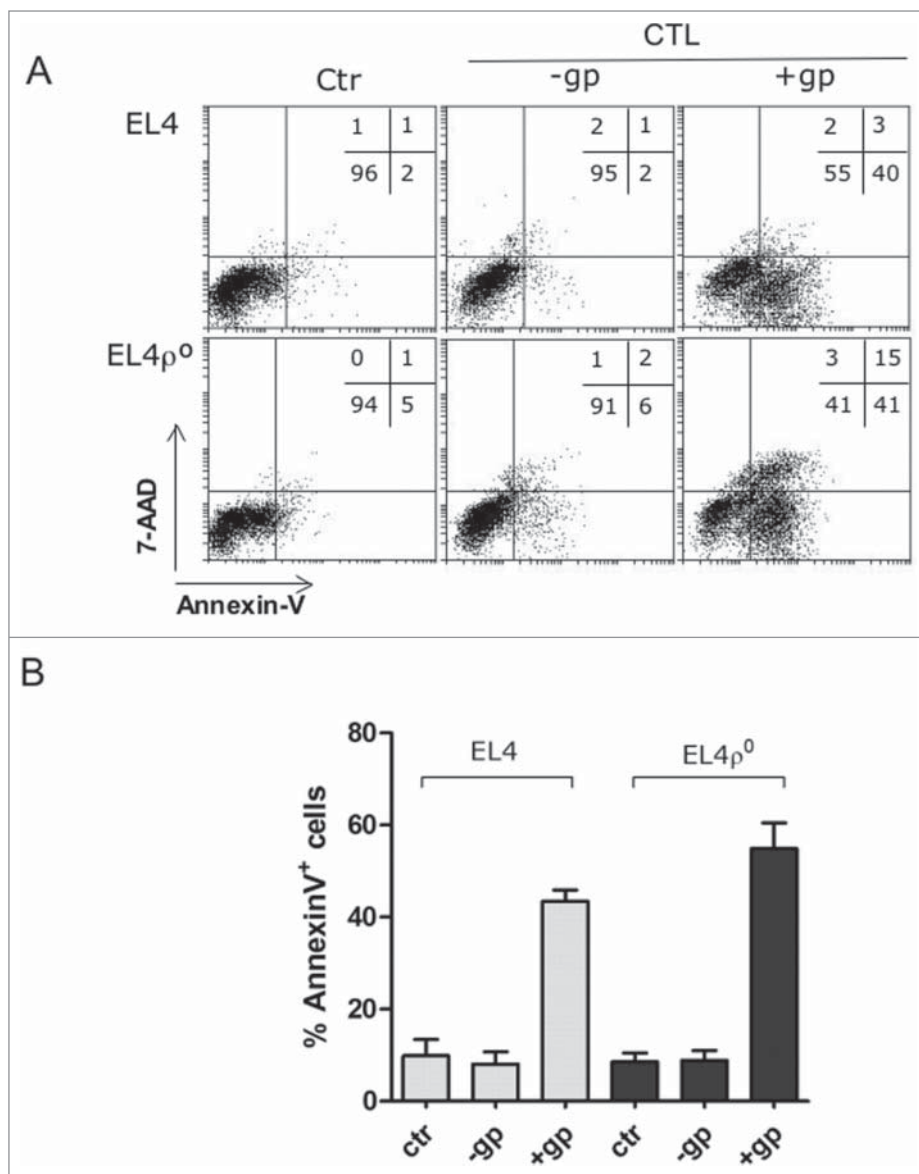 A
CTL
Ctr
-gp
+gp
EL4
1 1
96 2
2 1
95 2
2 3
55 40
EL4ρ⁰
0 1
94 5
1 2
91 6
3 15
41 41
7-AAD
Annexin-V
B
80
60
40
20
0
% AnnexinV⁺ cells
EL4
EL4ρ⁰
ctr
-gp
+gp
ctr
-gp
+gp